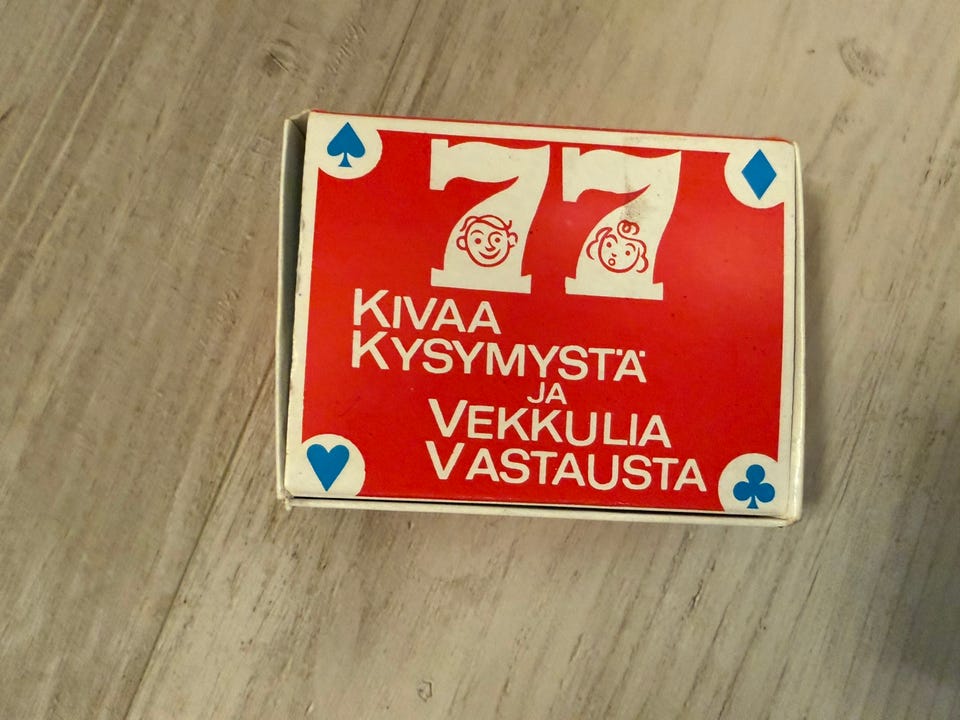 77
KIVAA
KYSYMYSTÄ
JA
VEKKULIA
VASTAUSTA